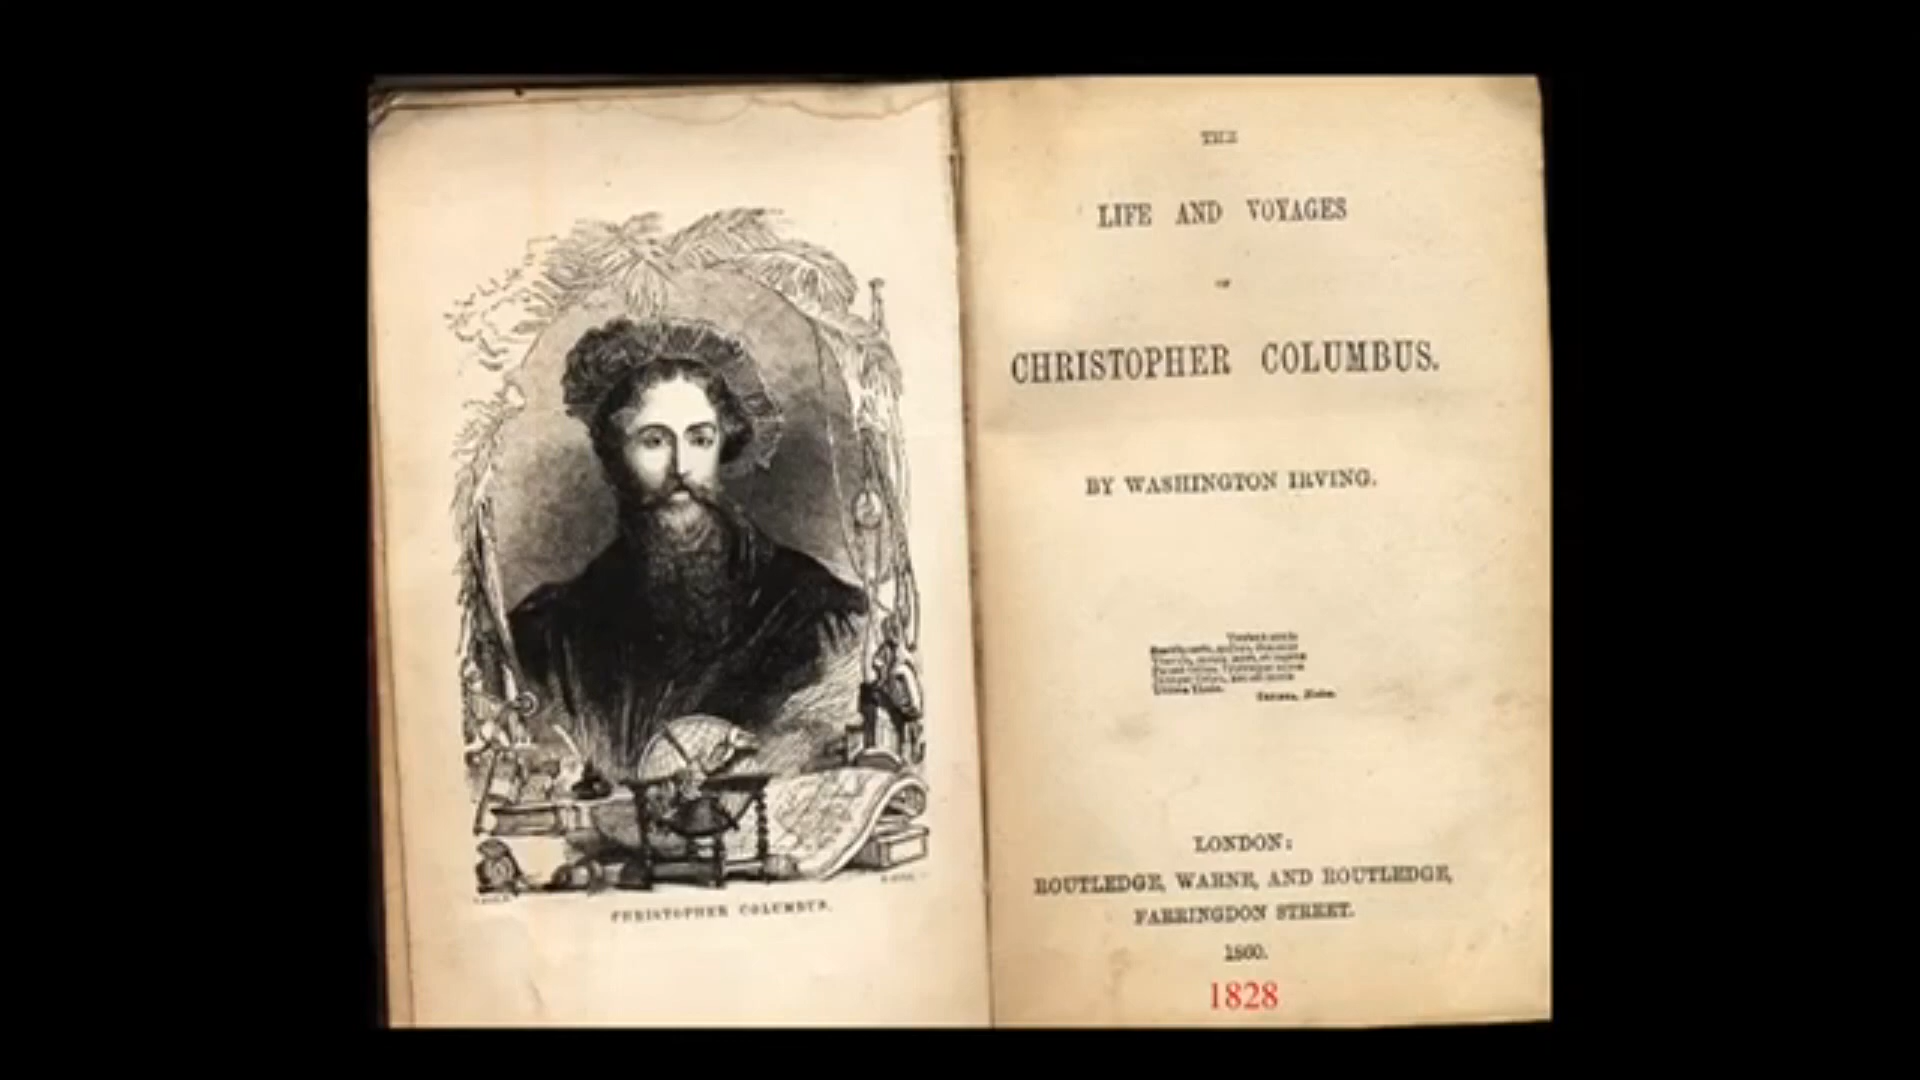 CHRISTOPHER COLUMBUS.
THE
LIFE AND VOYAGES
OF
CHRISTOPHER COLUMBUS.
BY WASHINGTON IRVING.
LONDON:
ROUTLEDGE, WARNE, AND ROUTLEDGE,
FARRINGDON STREET.
1860.
1828